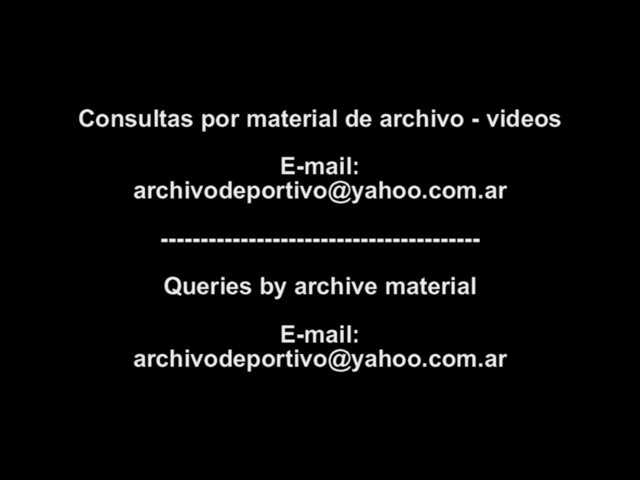 Consultas por material de archivo - videos
E-mail:
archivodeportivo@yahoo.com.ar
----------------------------------------
Queries by archive material
E-mail:
archivodeportivo@yahoo.com.ar